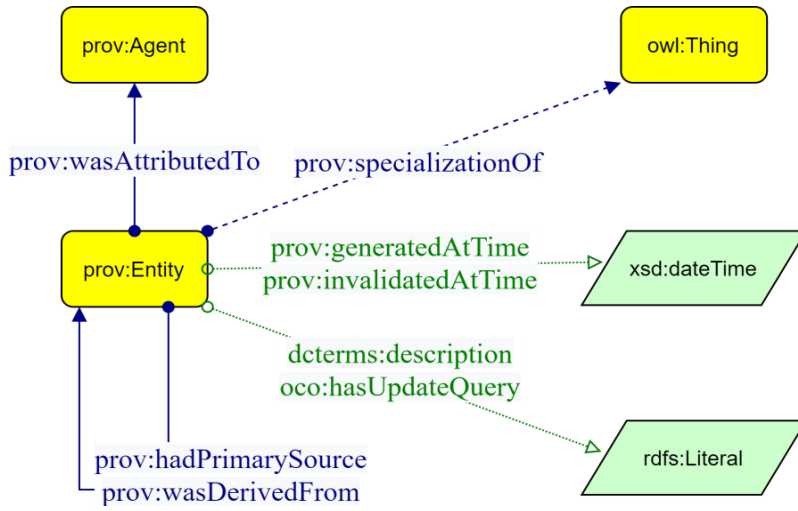 prov:Agent
owl:Thing
prov:wasAttributedTo
prov:specializationOf
prov:Entity
prov:generatedAtTime
prov:invalidatedAtTime
xsd:dateTime
dcterms:description
oco:hasUpdateQuery
prov:hadPrimarySource
prov:wasDerivedFrom
rdfs:Literal